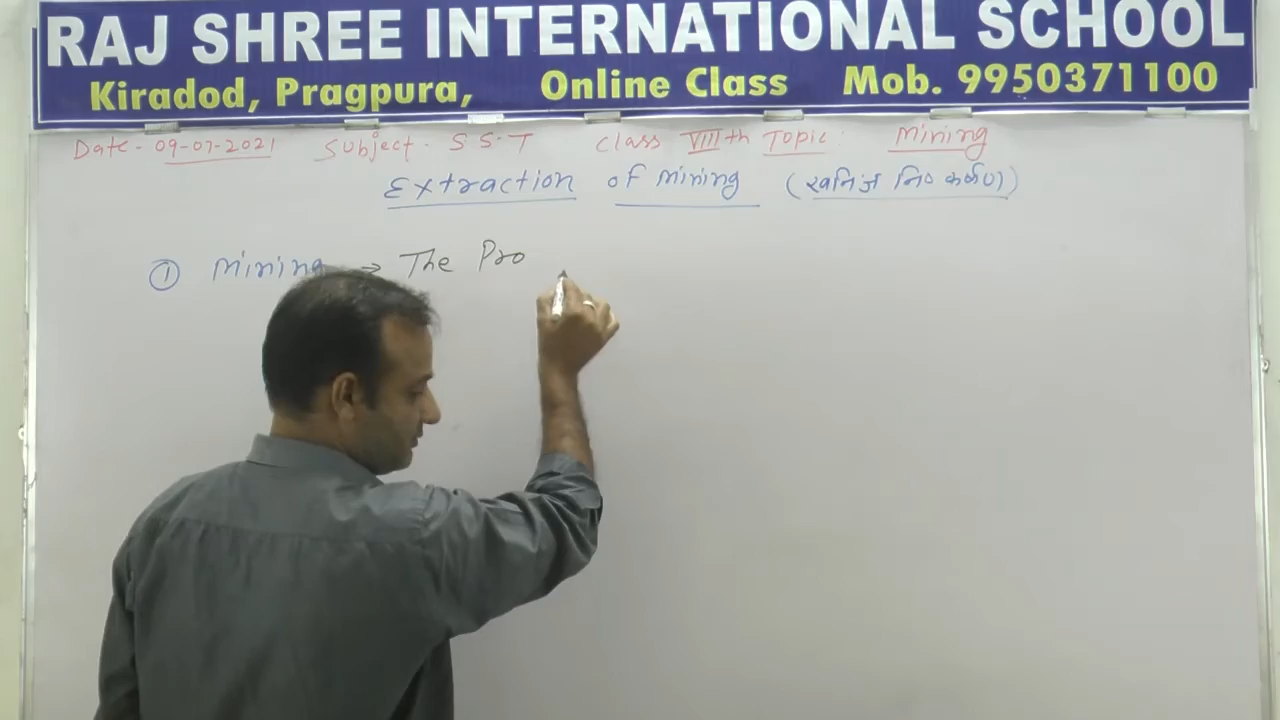 RAJ SHREE INTERNATIONAL SCHOOL
Kiradod, Pragpura, Online Class Mob. 9950371100
Date - 09-07-2021 Subject - S.S.T Class VIIIth Topic: Mining
Extraction of Mining (खनिज निष्कर्षण)
① Mining → The Pro